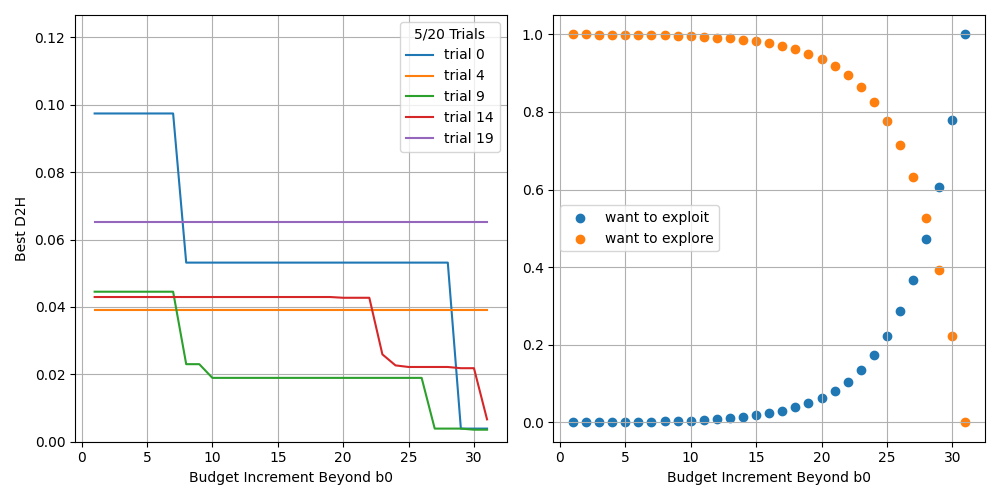 0.12
0.10
0.08
0.06
0.04
0.02
0.00
Best D2H
5/20 Trials
trial 0
trial 4
trial 9
trial 14
trial 19
0 5 10 15 20 25 30
Budget Increment Beyond b0
1.0
0.8
0.6
0.4
0.2
0.0
want to exploit
want to explore
0 5 10 15 20 25 30
Budget Increment Beyond b0